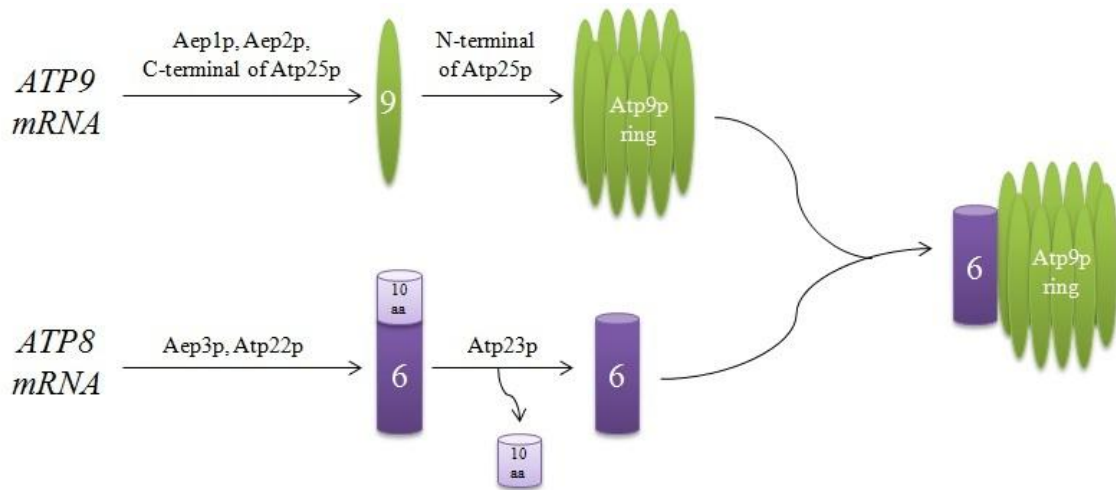 Aep1p, Aep2p,
C-terminal of Atp25p
N-terminal
of Atp25p
ATP9
mRNA
9
Atp9p
ring
6
Atp9p
ring
10
aa
ATP8
mRNA
Aep3p, Atp22p
6
Atp23p
6
10
aa